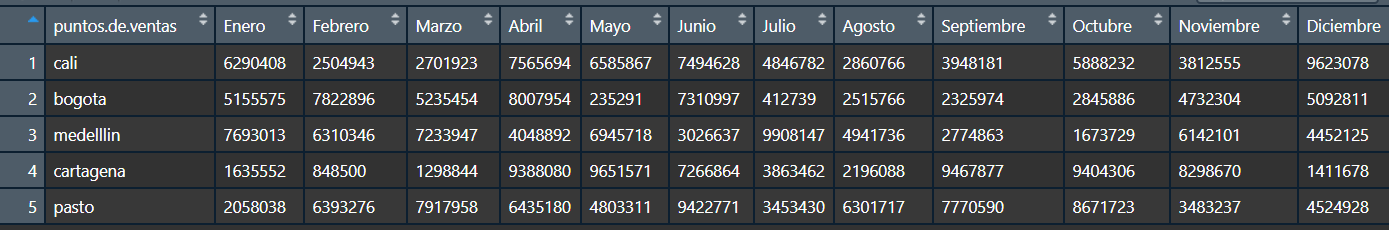 puntos.de.ventas Enero Febrero Marzo Abril Mayo Junio Julio Agosto Septiembre Octubre Noviembre Diciembre
1 cali 6290408 2504943 2701923 7565694 6585867 7494628 4846782 2860766 3948181 5888232 3812555 9623078
2 bogota 5155575 7822896 5235454 8007954 235291 7310997 412739 2515766 2325974 2845886 4732304 5092811
3 medelllin 7693013 6310346 7233947 4048892 6945718 3026637 9908147 4941736 2774863 1673729 6142101 4452125
4 cartagena 1635552 848500 1298844 9388080 9651571 7266864 3863462 2196088 9467877 9404306 8298670 1411678
5 pasto 2058038 6393276 7917958 6435180 4803311 9422771 3453430 6301717 7770590 8671723 3483237 4524928